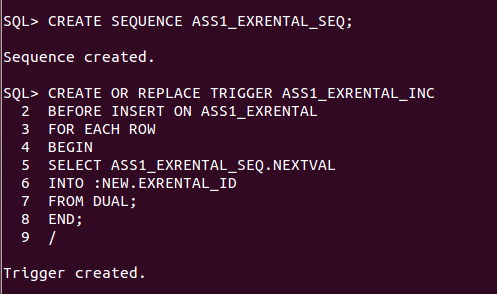 SQL> CREATE SEQUENCE ASS1_EXRENTAL_SEQ;
Sequence created.
SQL> CREATE OR REPLACE TRIGGER ASS1_EXRENTAL_INC
2 BEFORE INSERT ON ASS1_EXRENTAL
3 FOR EACH ROW
4 BEGIN
5 SELECT ASS1_EXRENTAL_SEQ.NEXTVAL
6 INTO :NEW.EXRENTAL_ID
7 FROM DUAL;
8 END;
9 /
Trigger created.